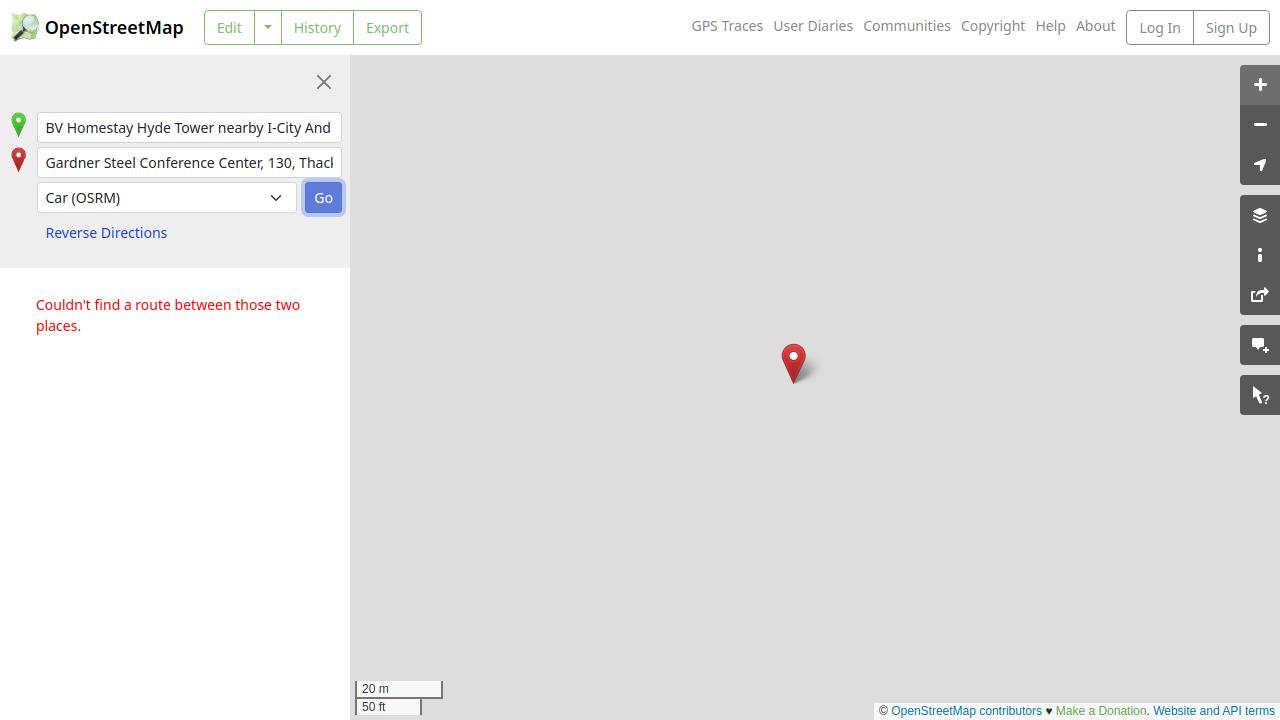 OpenStreetMap
Edit
History
Export
GPS Traces
User Diaries
Communities
Copyright
Help
About
Log In
Sign Up
BV Homestay Hyde Tower nearby I-City And
Gardner Steel Conference Center, 130, Thac
Car (OSRM)
Go
Reverse Directions
Couldn't find a route between those two
places.
20 m
50 ft
© OpenStreetMap contributors ♥ Make a Donation. Website and API terms